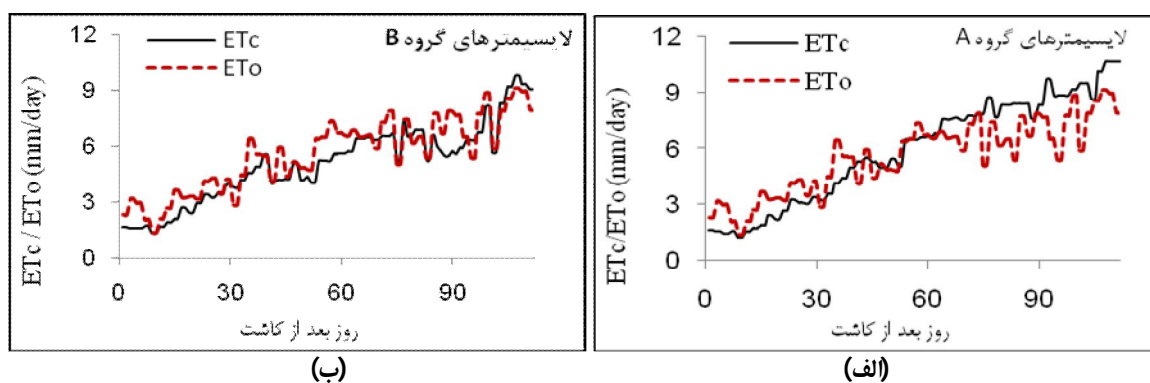 لایسیمترهای گروه A
ETc
ETo
ETc/ETo (mm/day)
12
9
6
3
0
0 30 60 90
روز بعد از کاشت
(الف)
لایسیمترهای گروه B
ETc
ETo
ETc / ETo (mm/day)
12
9
6
3
0
0 30 60 90
روز بعد از کاشت
(ب)